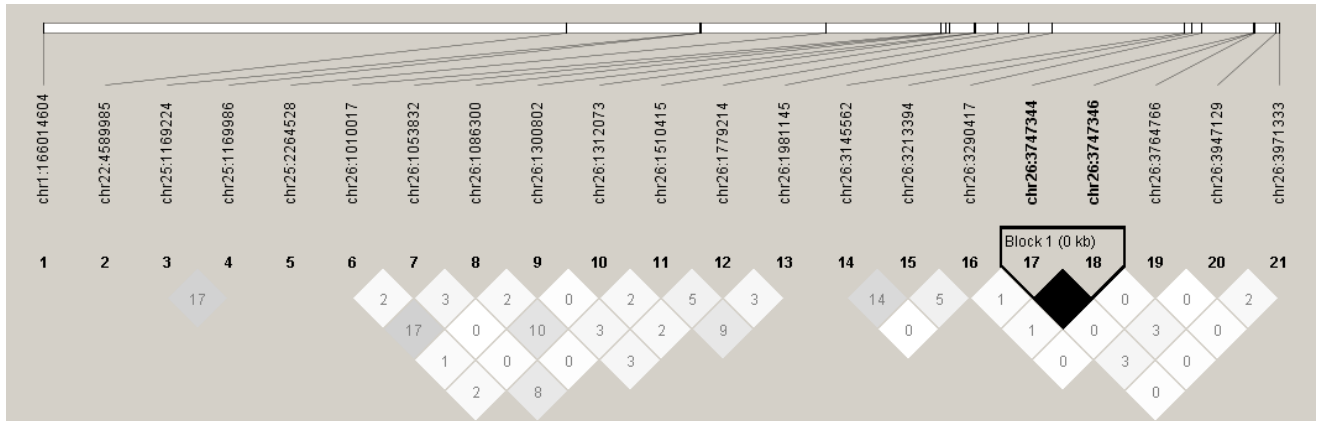 chr1:166014604
chr22:4589985
chr25:1169224
chr25:1169986
chr25:2264528
chr26:1010017
chr26:1053832
chr26:1086300
chr26:1300802
chr26:1312073
chr26:1510415
chr26:1779214
chr26:1981145
chr26:3145562
chr26:3213394
chr26:3290417
chr26:3747344
chr26:3747346
chr26:3764766
chr26:3947129
chr26:3971333
Block 1 (0 kb)
1 2 3 4 5 6 7 8 9 10 11 12 13 14 15 16 17 18 19 20 21
17 2 3 2 0 2 5 3 14 5 1 0 0 2
17 0 10 3 2 9 0 1 0 3 0
1 0 0 3 0 3
2 8 0